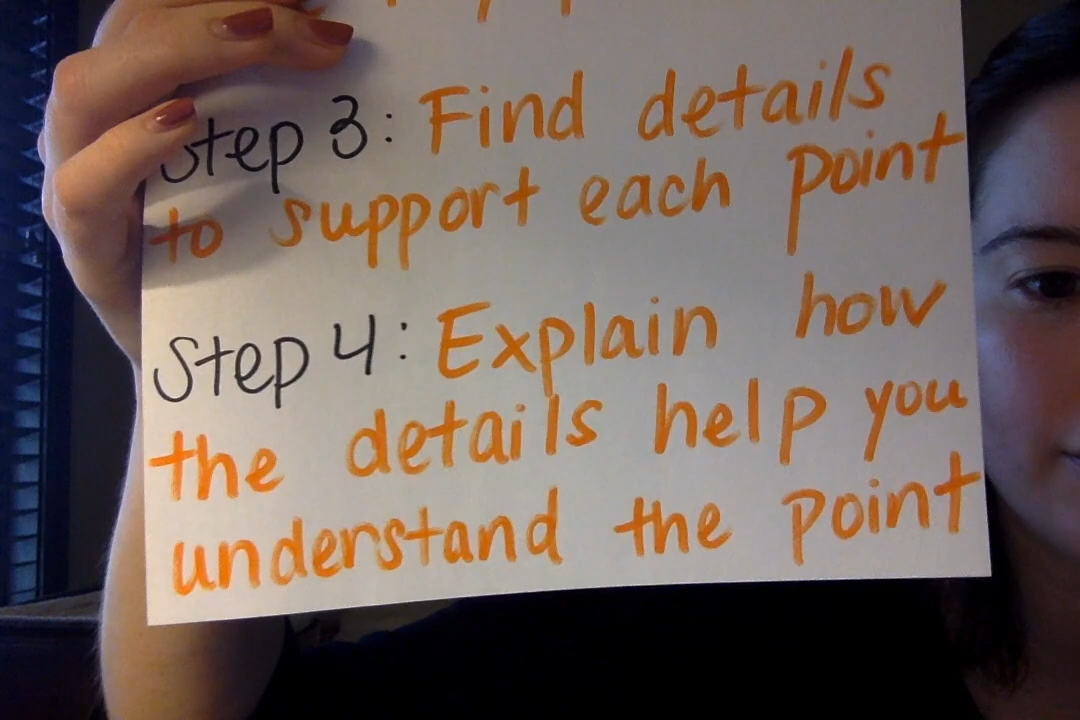 Step 3: Find details
to support each point
Step 4: Explain how
the details help you
understand the point